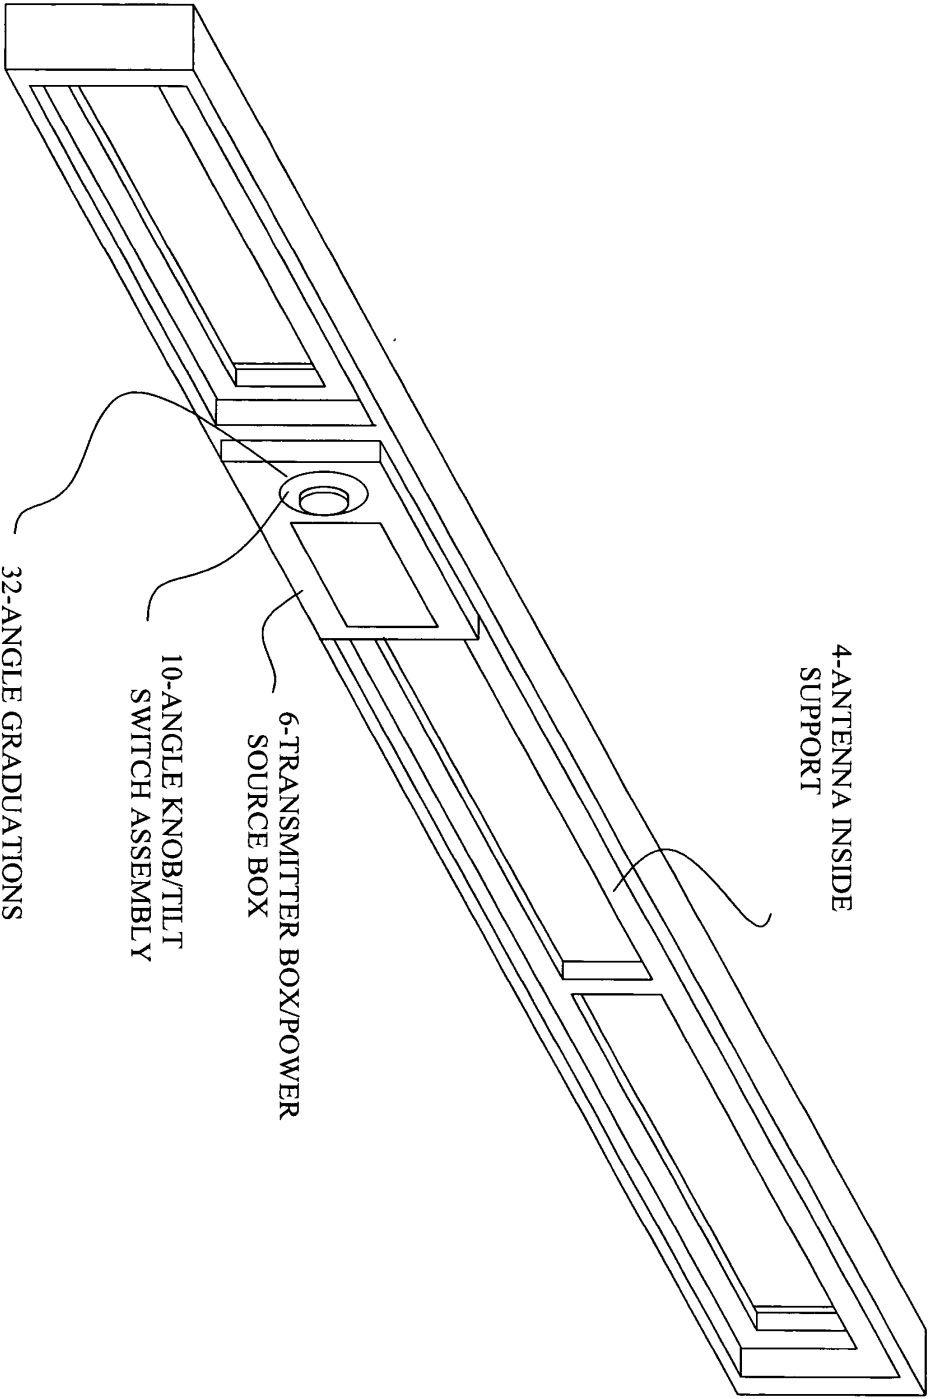 4-ANTENNA INSIDE
SUPPORT
6-TRANSMITTER BOX/POWER
SOURCE BOX
10-ANGLE KNOB/TILT
SWITCH ASSEMBLY
32-ANGLE GRADUATIONS